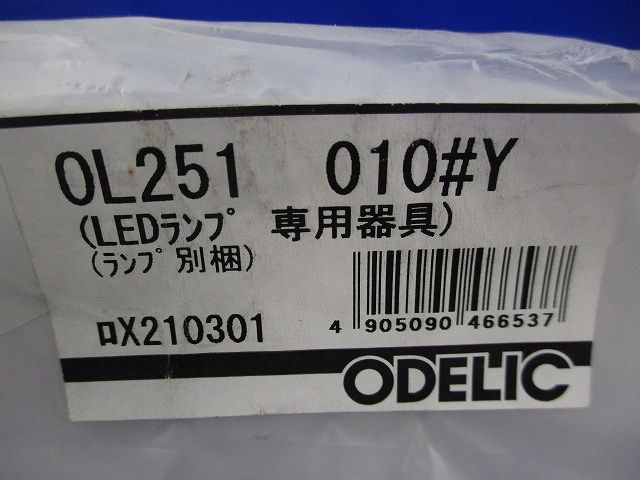 OL251 010#Y
(LEDランプ 専用器具)
(ランプ 別梱)
ロX210301
4 905090 466537
ODELIC